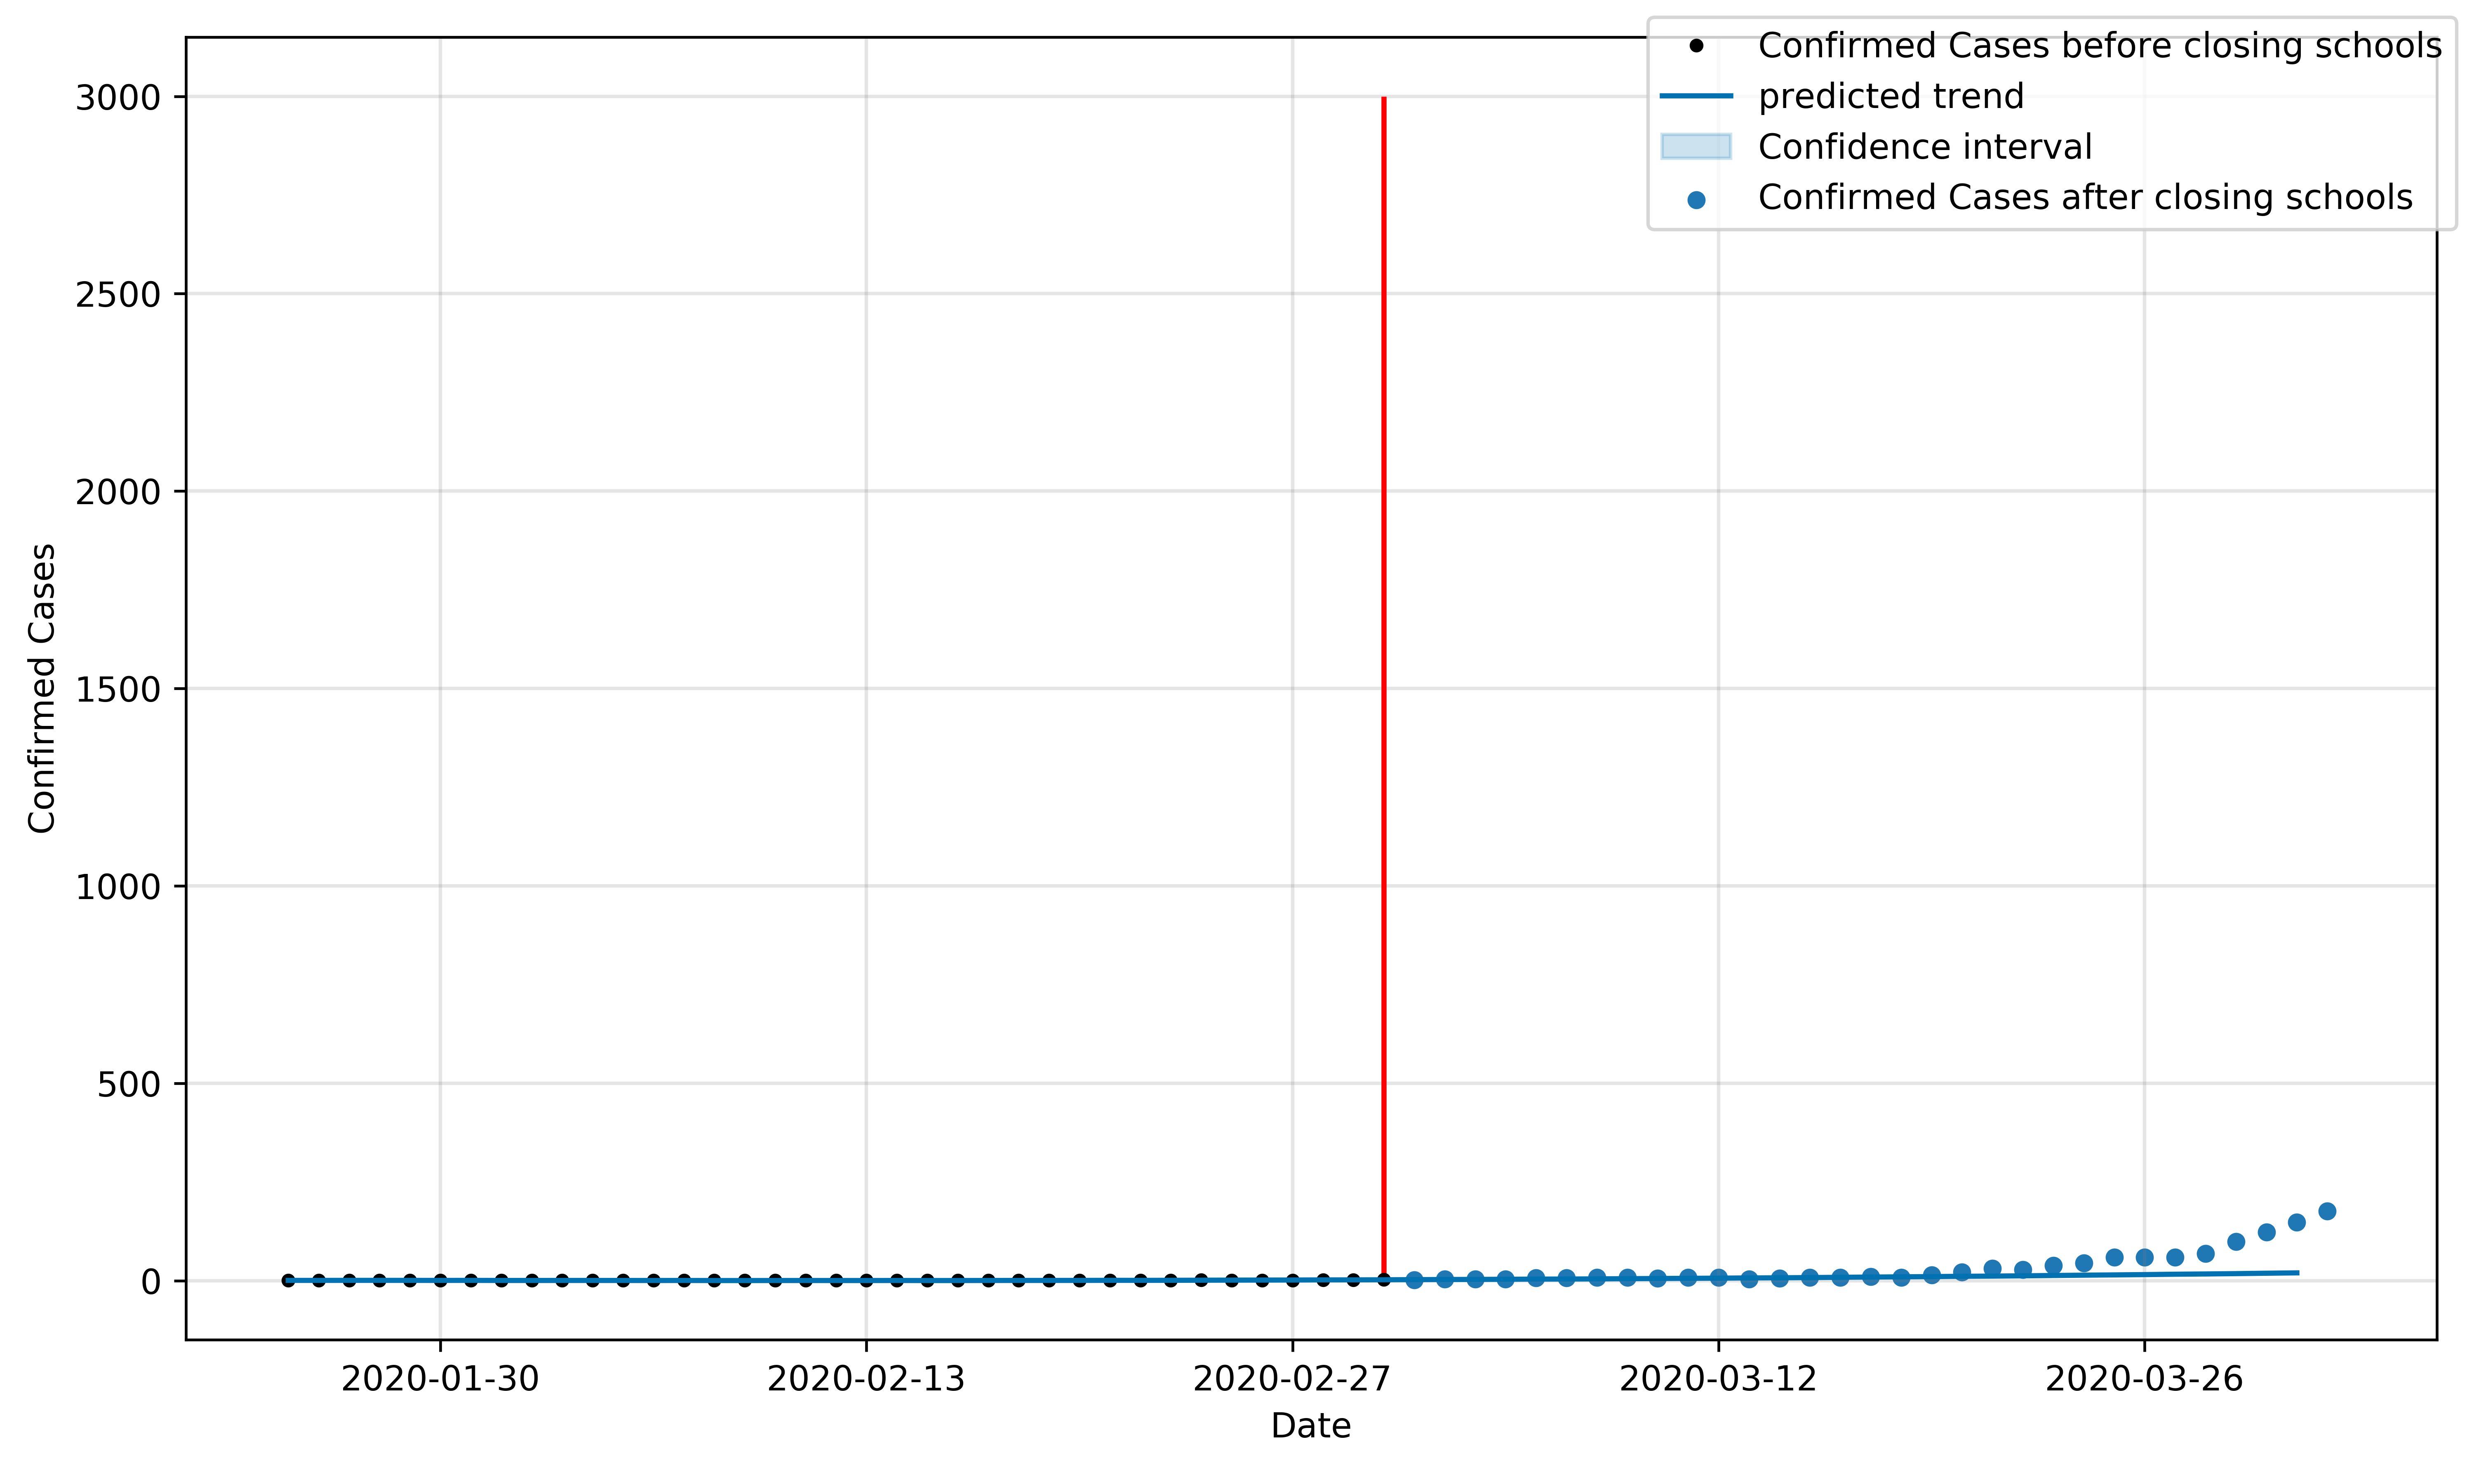 Confirmed Cases before closing schools
predicted trend
Confidence interval
Confirmed Cases after closing schools
3000
2500
2000
1500
1000
500
0
Confirmed Cases
2020-01-30
2020-02-13
2020-02-27
2020-03-12
2020-03-26
Date